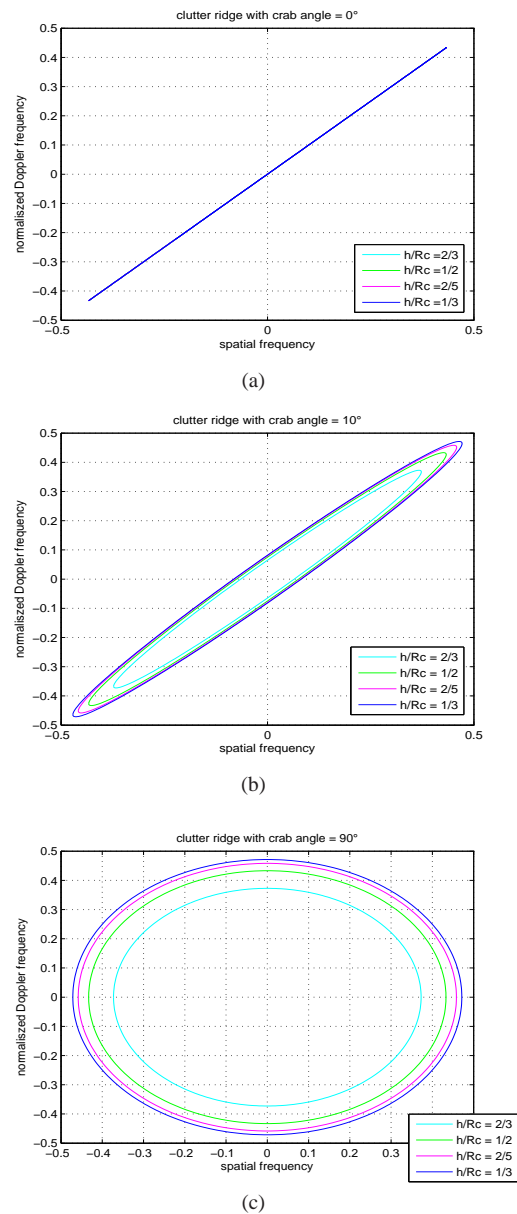 clutter ridge with crab angle = 0°
0.5
0.4
0.3
0.2
0.1
0
−0.1
−0.2
−0.3
−0.4
−0.5
normaliszed Doppler frequency
h/Rc =2/3
h/Rc =1/2
h/Rc =2/5
h/Rc =1/3
−0.5 0 0.5
spatial frequency
(a)
clutter ridge with crab angle = 10°
0.5
0.4
0.3
0.2
0.1
0
−0.1
−0.2
−0.3
−0.4
−0.5
normaliszed Doppler frequency
h/Rc = 2/3
h/Rc = 1/2
h/Rc = 2/5
h/Rc = 1/3
−0.5 0 0.5
spatial frequency
(b)
clutter ridge with crab angle = 90°
0.5
0.4
0.3
0.2
0.1
0
−0.1
−0.2
−0.3
−0.4
−0.5
normaliszed Doppler frequency
h/Rc = 2/3
h/Rc = 1/2
h/Rc = 2/5
h/Rc = 1/3
−0.5 −0.4 −0.3 −0.2 −0.1 0 0.1 0.2 0.3
spatial frequency
(c)